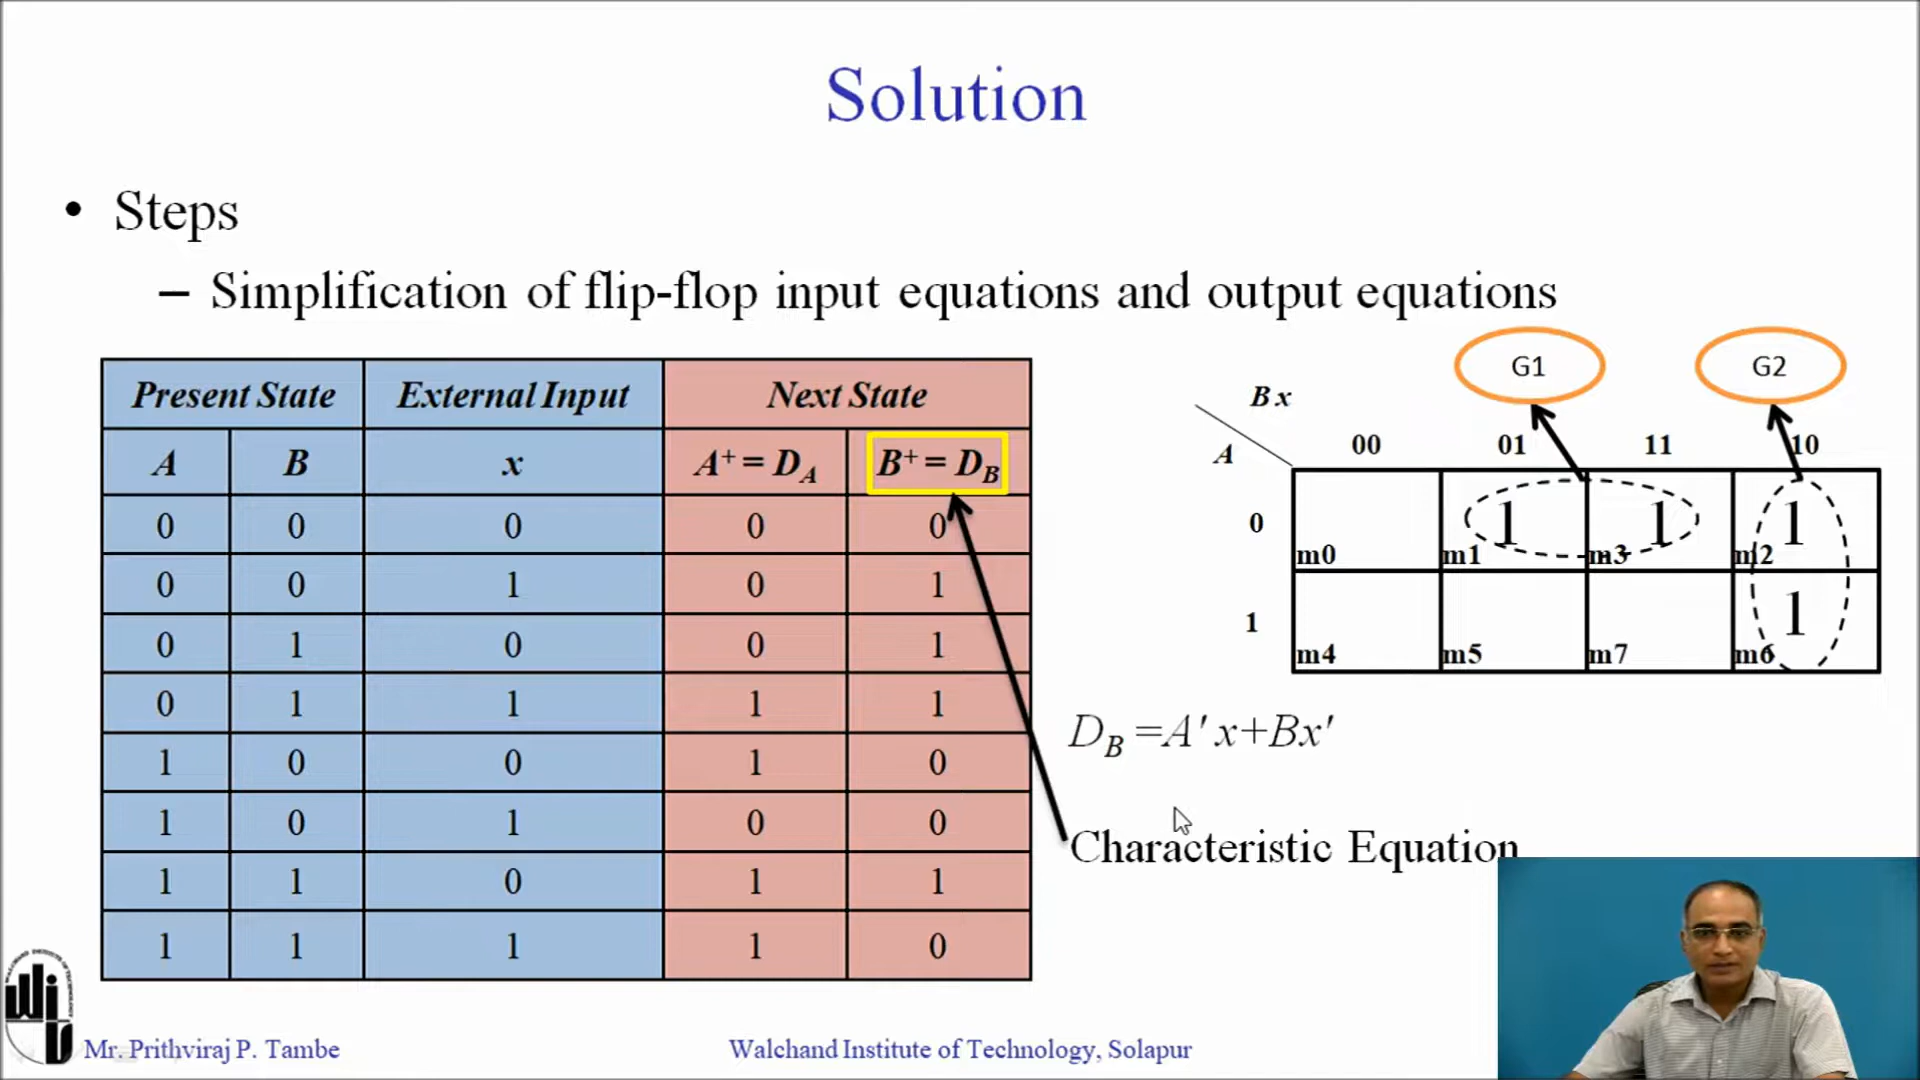 Solution
• Steps
– Simplification of flip-flop input equations and output equations
Present State External Input Next State
A B x A⁺ = D_A B⁺ = D_B
0 0 0 0 0
0 0 1 0 1
0 1 0 0 1
0 1 1 1 1
1 0 0 1 0
1 0 1 0 0
1 1 0 1 1
1 1 1 1 0
G1 G2
B x
A 00 01 11 10
0 1 1 1
m0 m1 m3 m2
1 1
m4 m5 m7 m6
D_B =A' x+Bx'
Characteristic Equation
Mr. Prithviraj P. Tambe Walchand Institute of Technology, Solapur